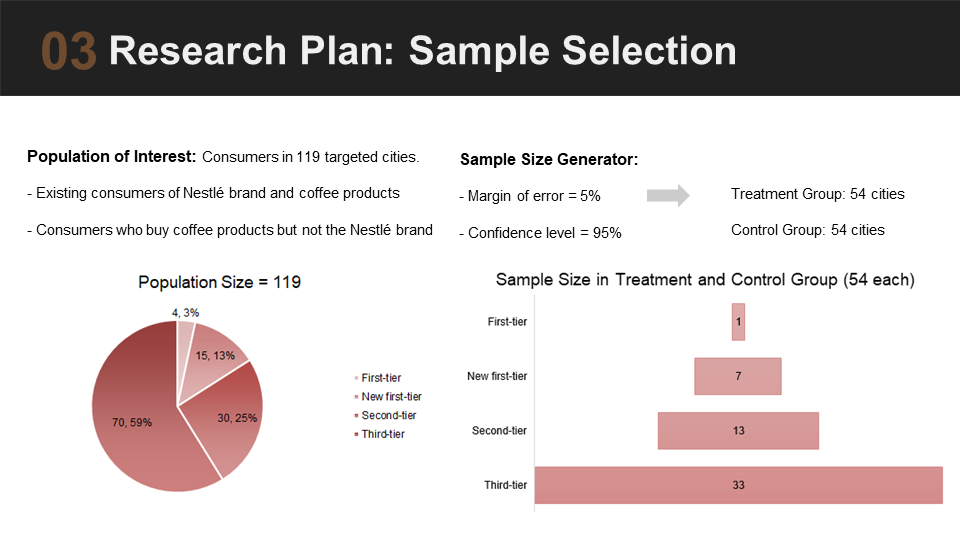 03 Research Plan: Sample Selection
Population of Interest: Consumers in 119 targeted cities.
- Existing consumers of Nestlé brand and coffee products
- Consumers who buy coffee products but not the Nestlé brand
Sample Size Generator:
- Margin of error = 5%
- Confidence level = 95%
Treatment Group: 54 cities
Control Group: 54 cities
Population Size = 119
4, 3%
15, 13%
30, 25%
70, 59%
First-tier
New first-tier
Second-tier
Third-tier
Sample Size in Treatment and Control Group (54 each)
First-tier 1
New first-tier 7
Second-tier 13
Third-tier 33